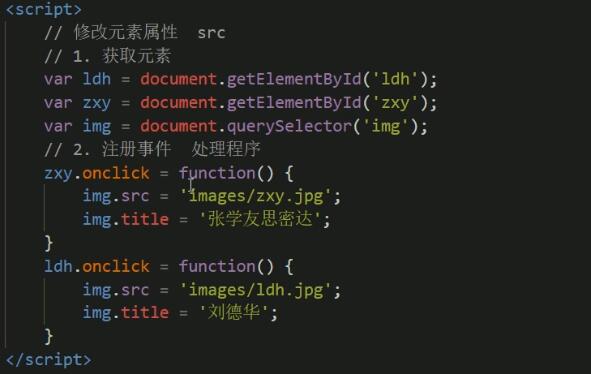 <script>
// 修改元素属性  src
// 1. 获取元素
var ldh = document.getElementById('ldh');
var zxy = document.getElementById('zxy');
var img = document.querySelector('img');
// 2. 注册事件  处理程序
zxy.onclick = function() {
img.src = 'images/zxy.jpg';
img.title = '张学友思密达';
}
ldh.onclick = function() {
img.src = 'images/ldh.jpg';
img.title = '刘德华';
}
</script>